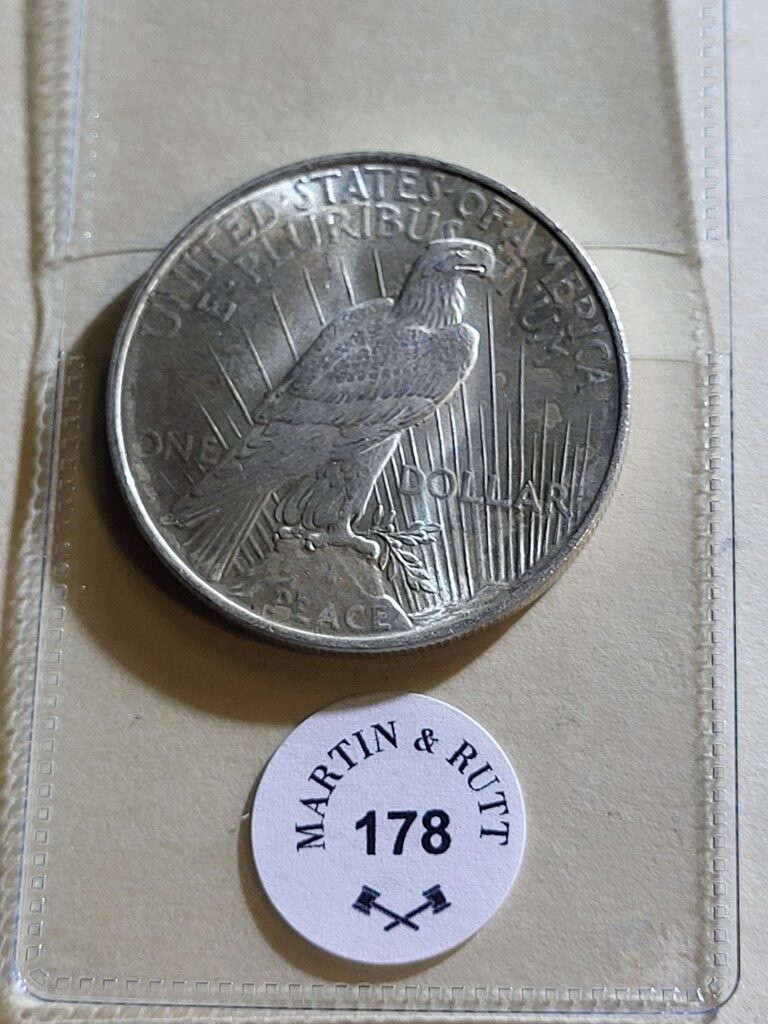 UNITED·STATES·OF·AMERICA
E·PLURIBUS UNUM
ONE DOLLAR
PEACE
MARTIN & RUTT
178